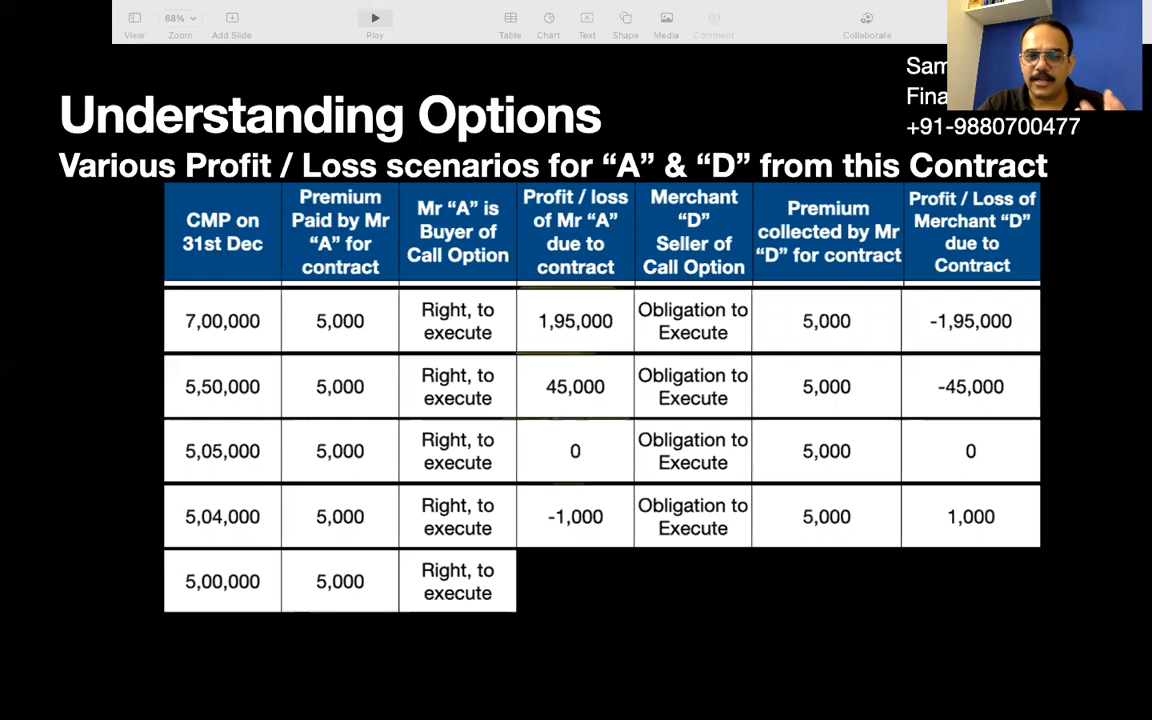 View
68%
Zoom
Add Slide
Play
Table
Chart
Text
Shape
Media
Comment
Collaborate
Understanding Options
+91-9880700477
Various Profit / Loss scenarios for “A” & “D” from this Contract
CMP on
31st Dec
Premium
Paid by Mr
“A” for
contract
Mr “A” is
Buyer of
Call Option
Profit / loss
of Mr “A”
due to
contract
Merchant
“D”
Seller of
Call Option
Premium
collected by Mr
“D” for contract
Profit / Loss of
Merchant “D”
due to
Contract
7,00,000
5,000
Right, to
execute
1,95,000
Obligation to
Execute
5,000
-1,95,000
5,50,000
5,000
Right, to
execute
45,000
Obligation to
Execute
5,000
-45,000
5,05,000
5,000
Right, to
execute
0
Obligation to
Execute
5,000
0
5,04,000
5,000
Right, to
execute
-1,000
Obligation to
Execute
5,000
1,000
5,00,000
5,000
Right, to
execute